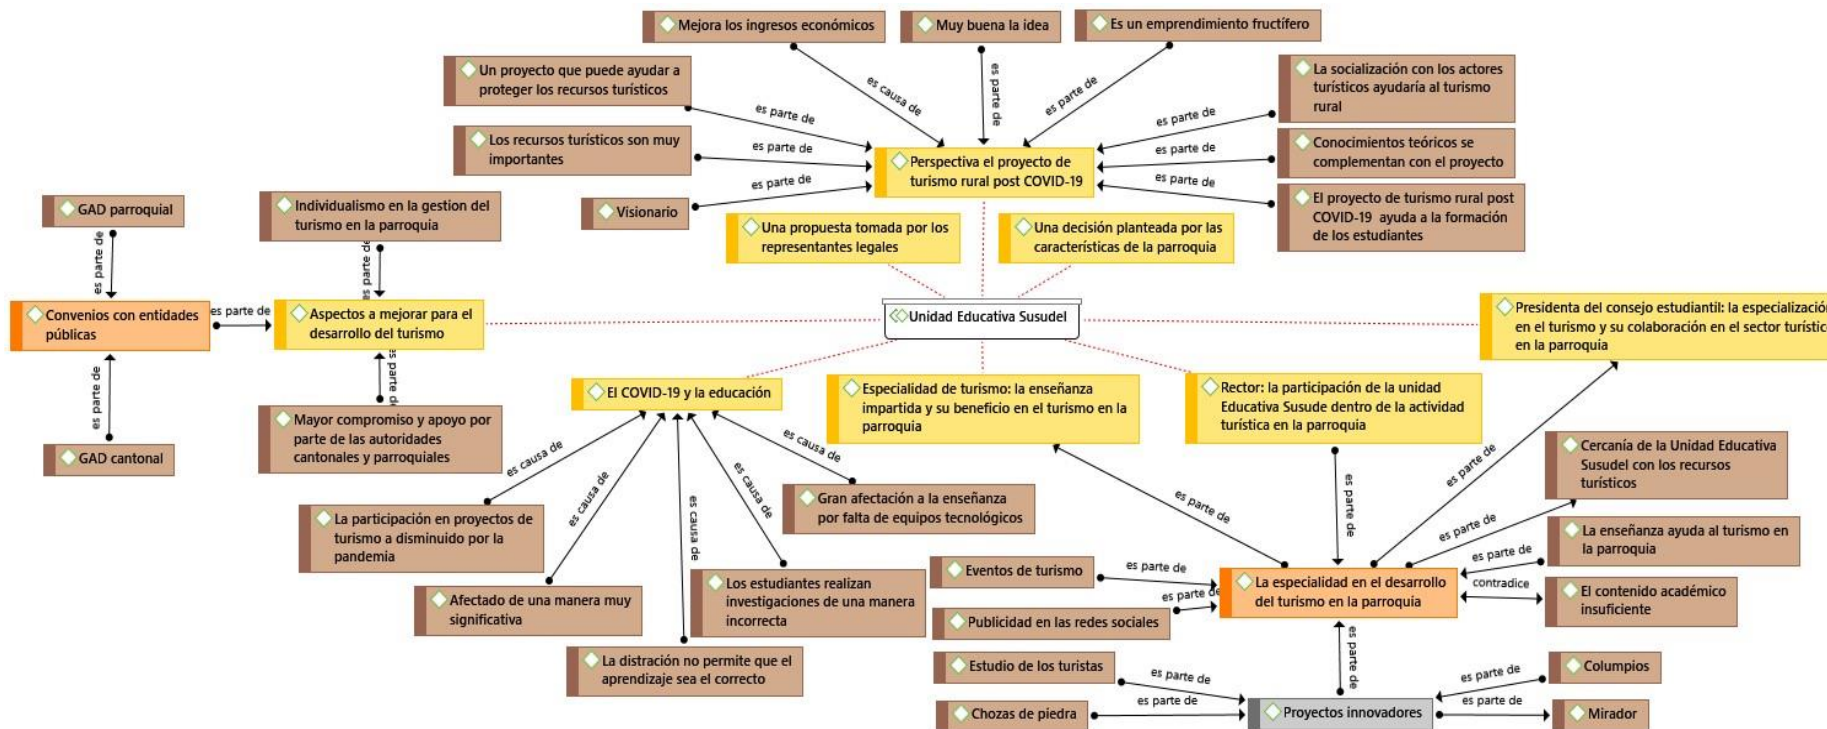 Mejora los ingresos económicos
Muy buena la idea
Es un emprendimiento fructífero
Un proyecto que puede ayudar a
proteger los recursos turísticos
La socialización con los actores
turísticos ayudaría al turismo
rural
es causa de
es parte de
es parte de
es parte de
es parte de
Los recursos turísticos son muy
importantes
es parte de
Perspectiva el proyecto de
turismo rural post COVID-19
es parte de
Conocimientos teóricos se
complementan con el proyecto
Visionario
es parte de
es parte de
El proyecto de turismo rural post
COVID-19 ayuda a la formación
de los estudiantes
GAD parroquial
Individualismo en la gestion del
turismo en la parroquia
Una propuesta tomada por los
representantes legales
Una decisión planteada por las
características de la parroquia
es parte de
es parte de
Convenios con entidades
públicas
es parte de
Aspectos a mejorar para el
desarrollo del turismo
Unidad Educativa Susudel
Presidenta del consejo estudiantil: la especialización
en el turismo y su colaboración en el sector turístico
en la parroquia
es parte de
es parte de
El COVID-19 y la educación
Especialidad de turismo: la enseñanza
impartida y su beneficio en el turismo en la
parroquia
Rector: la participación de la unidad
Educativa Susude dentro de la actividad
turística en la parroquia
GAD cantonal
Mayor compromiso y apoyo por
parte de las autoridades
cantonales y parroquiales
es causa de
es causa de
es causa de
es causa de
es causa de
es parte de
es parte de
es parte de
es parte de
Cercanía de la Unidad Educativa
Susudel con los recursos
turísticos
Gran afectación a la enseñanza
por falta de equipos tecnológicos
La participación en proyectos de
turismo a disminuido por la
pandemia
La enseñanza ayuda al turismo en
la parroquia
es parte de
Eventos de turismo
es parte de
La especialidad en el desarrollo
del turismo en la parroquia
contradice
El contenido académico
insuficiente
Afectado de una manera muy
significativa
Los estudiantes realizan
investigaciones de una manera
incorrecta
Publicidad en las redes sociales
es parte de
La distración no permite que el
aprendizaje sea el correcto
es parte de
Estudio de los turistas
es parte de
es parte de
Columpios
Chozas de piedra
es parte de
Proyectos innovadores
es parte de
Mirador